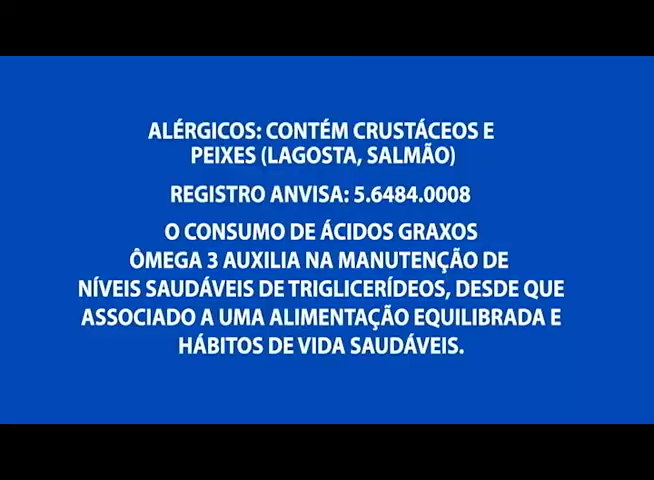 ALÉRGICOS: CONTÉM CRUSTÁCEOS E
PEIXES (LAGOSTA, SALMÃO)
REGISTRO ANVISA: 5.6484.0008
O CONSUMO DE ÁCIDOS GRAXOS
ÔMEGA 3 AUXILIA NA MANUTENÇÃO DE
NÍVEIS SAUDÁVEIS DE TRIGLICERÍDEOS, DESDE QUE
ASSOCIADO A UMA ALIMENTAÇÃO EQUILIBRADA E
HÁBITOS DE VIDA SAUDÁVEIS.